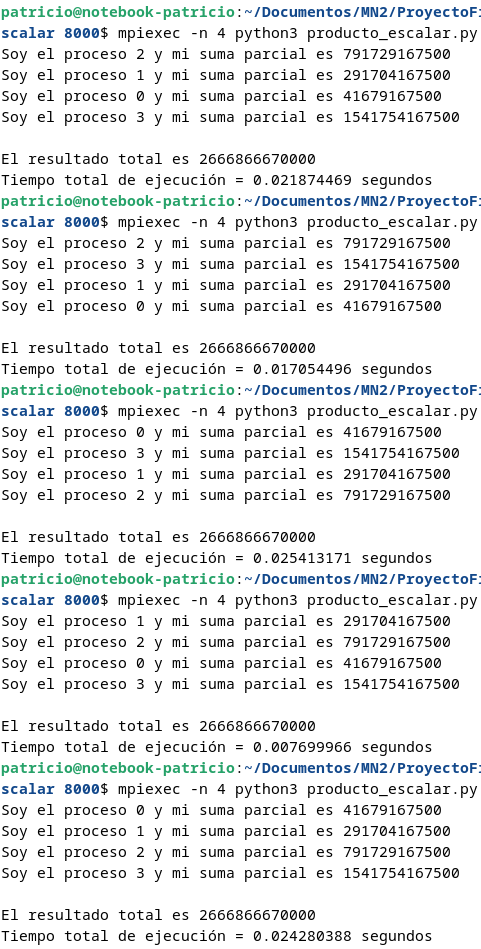 patricio@notebook-patricio:~/Documentos/MN2/ProyectoFi
scalar 8000$ mpiexec -n 4 python3 producto_escalar.py
Soy el proceso 2 y mi suma parcial es 791729167500
Soy el proceso 1 y mi suma parcial es 291704167500
Soy el proceso 0 y mi suma parcial es 41679167500
Soy el proceso 3 y mi suma parcial es 1541754167500

El resultado total es 2666866670000
Tiempo total de ejecución = 0.021874469 segundos
patricio@notebook-patricio:~/Documentos/MN2/ProyectoFi
scalar 8000$ mpiexec -n 4 python3 producto_escalar.py
Soy el proceso 2 y mi suma parcial es 791729167500
Soy el proceso 3 y mi suma parcial es 1541754167500
Soy el proceso 1 y mi suma parcial es 291704167500
Soy el proceso 0 y mi suma parcial es 41679167500

El resultado total es 2666866670000
Tiempo total de ejecución = 0.017054496 segundos
patricio@notebook-patricio:~/Documentos/MN2/ProyectoFi
scalar 8000$ mpiexec -n 4 python3 producto_escalar.py
Soy el proceso 0 y mi suma parcial es 41679167500
Soy el proceso 3 y mi suma parcial es 1541754167500
Soy el proceso 1 y mi suma parcial es 291704167500
Soy el proceso 2 y mi suma parcial es 791729167500

El resultado total es 2666866670000
Tiempo total de ejecución = 0.025413171 segundos
patricio@notebook-patricio:~/Documentos/MN2/ProyectoFi
scalar 8000$ mpiexec -n 4 python3 producto_escalar.py
Soy el proceso 1 y mi suma parcial es 291704167500
Soy el proceso 2 y mi suma parcial es 791729167500
Soy el proceso 0 y mi suma parcial es 41679167500
Soy el proceso 3 y mi suma parcial es 1541754167500

El resultado total es 2666866670000
Tiempo total de ejecución = 0.007699966 segundos
patricio@notebook-patricio:~/Documentos/MN2/ProyectoFi
scalar 8000$ mpiexec -n 4 python3 producto_escalar.py
Soy el proceso 0 y mi suma parcial es 41679167500
Soy el proceso 1 y mi suma parcial es 291704167500
Soy el proceso 2 y mi suma parcial es 791729167500
Soy el proceso 3 y mi suma parcial es 1541754167500

El resultado total es 2666866670000
Tiempo total de ejecución = 0.024280388 segundos